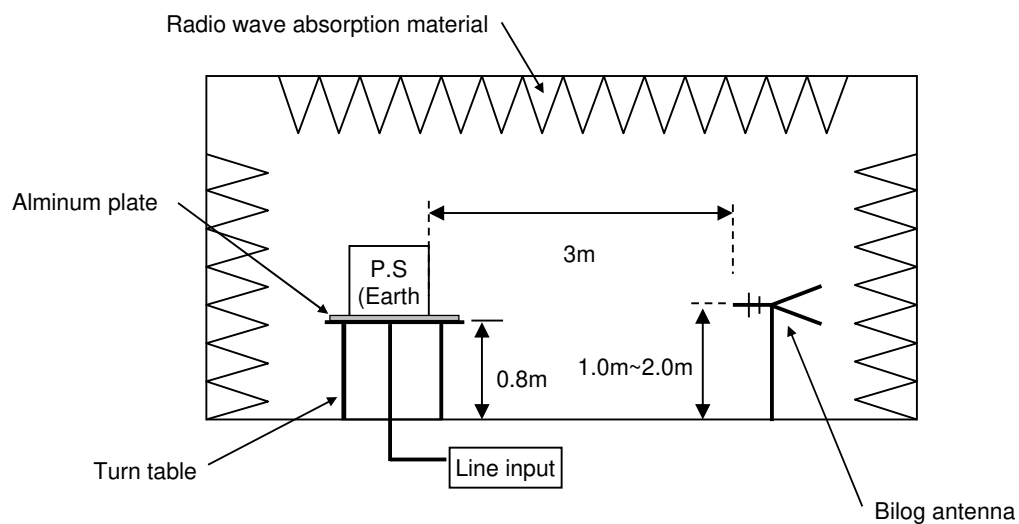 Radio wave absorption material
Alminum plate
3m
P.S
(Earth
0.8m
1.0m~2.0m
Turn table
Line input
Bilog antenna